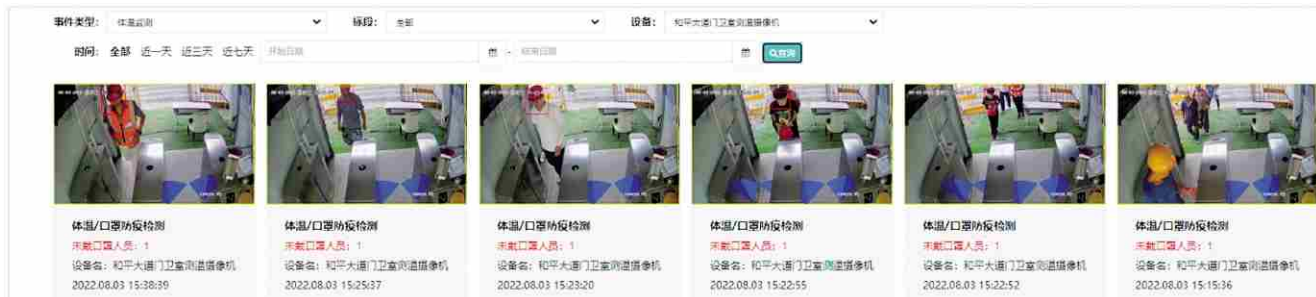 事件类型： 体温监测 标段： 全部 设备： 和平大道门卫室测温摄像机
时间： 全部 近一天 近三天 近七天 开始日期 - 结束日期 查询
体温/口罩防疫检测 体温/口罩防疫检测 体温/口罩防疫检测 体温/口罩防疫检测 体温/口罩防疫检测 体温/口罩防疫检测
未戴口罩人员：1 未戴口罩人员：1 未戴口罩人员：1 未戴口罩人员：1 未戴口罩人员：1 未戴口罩人员：1
设备名：和平大道门卫室测温摄像机 设备名：和平大道门卫室测温摄像机 设备名：和平大道门卫室测温摄像机 设备名：和平大道门卫室测温摄像机 设备名：和平大道门卫室测温摄像机 设备名：和平大道门卫室测温摄像机
2022.08.03 15:38:39 2022.08.03 15:25:37 2022.08.03 15:23:20 2022.08.03 15:22:55 2022.08.03 15:22:52 2022.08.03 15:15:36